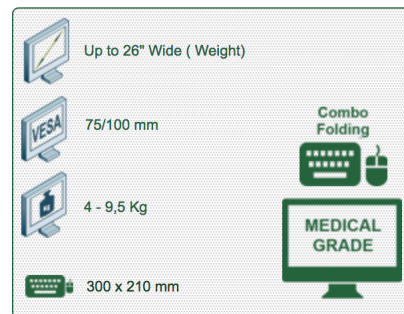 Up to 26" Wide ( Weight)
VESA
75/100 mm
Combo
Folding
KG
4 - 9,5 Kg
MEDICAL
GRADE
300 x 210 mm